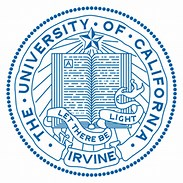 · THE · UNIVERSITY · OF · CALIFORNIA ·
A
LET THERE BE
LIGHT
IRVINE